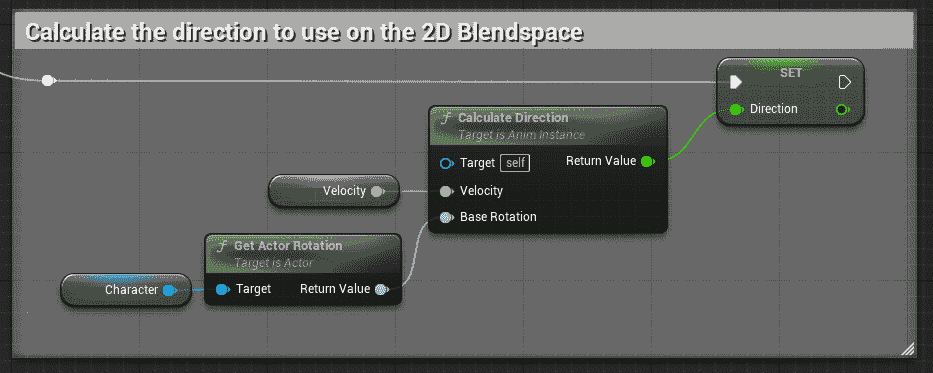 Calculate the direction to use on the 2D Blendspace
SET
Direction
f Calculate Direction
Target is Anim Instance
Target self Return Value
Velocity
Velocity
Base Rotation
f Get Actor Rotation
Target is Actor
Character
Target Return Value